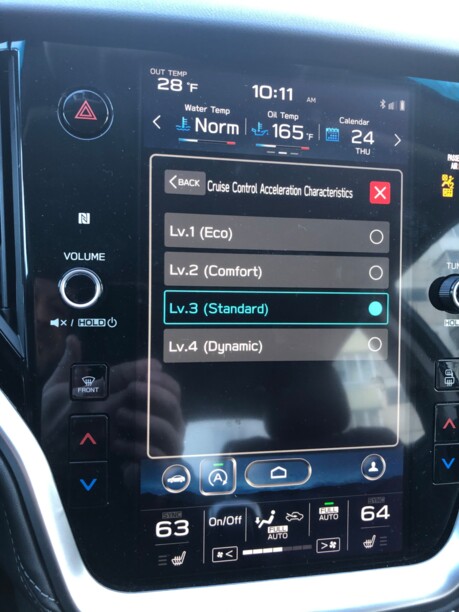 OUT TEMP
28°F
10:11 AM
Water Temp
Norm
Oil Temp
165°F
Calendar
24
THU
BACK
Cruise Control Acceleration Characteristics
Lv.1 (Eco)
Lv.2 (Comfort)
Lv.3 (Standard)
Lv.4 (Dynamic)
VOLUME
/ HOLD
FRONT
A
SYNC
63
On/Off
FULL
AUTO
FULL
AUTO
SYNC
64